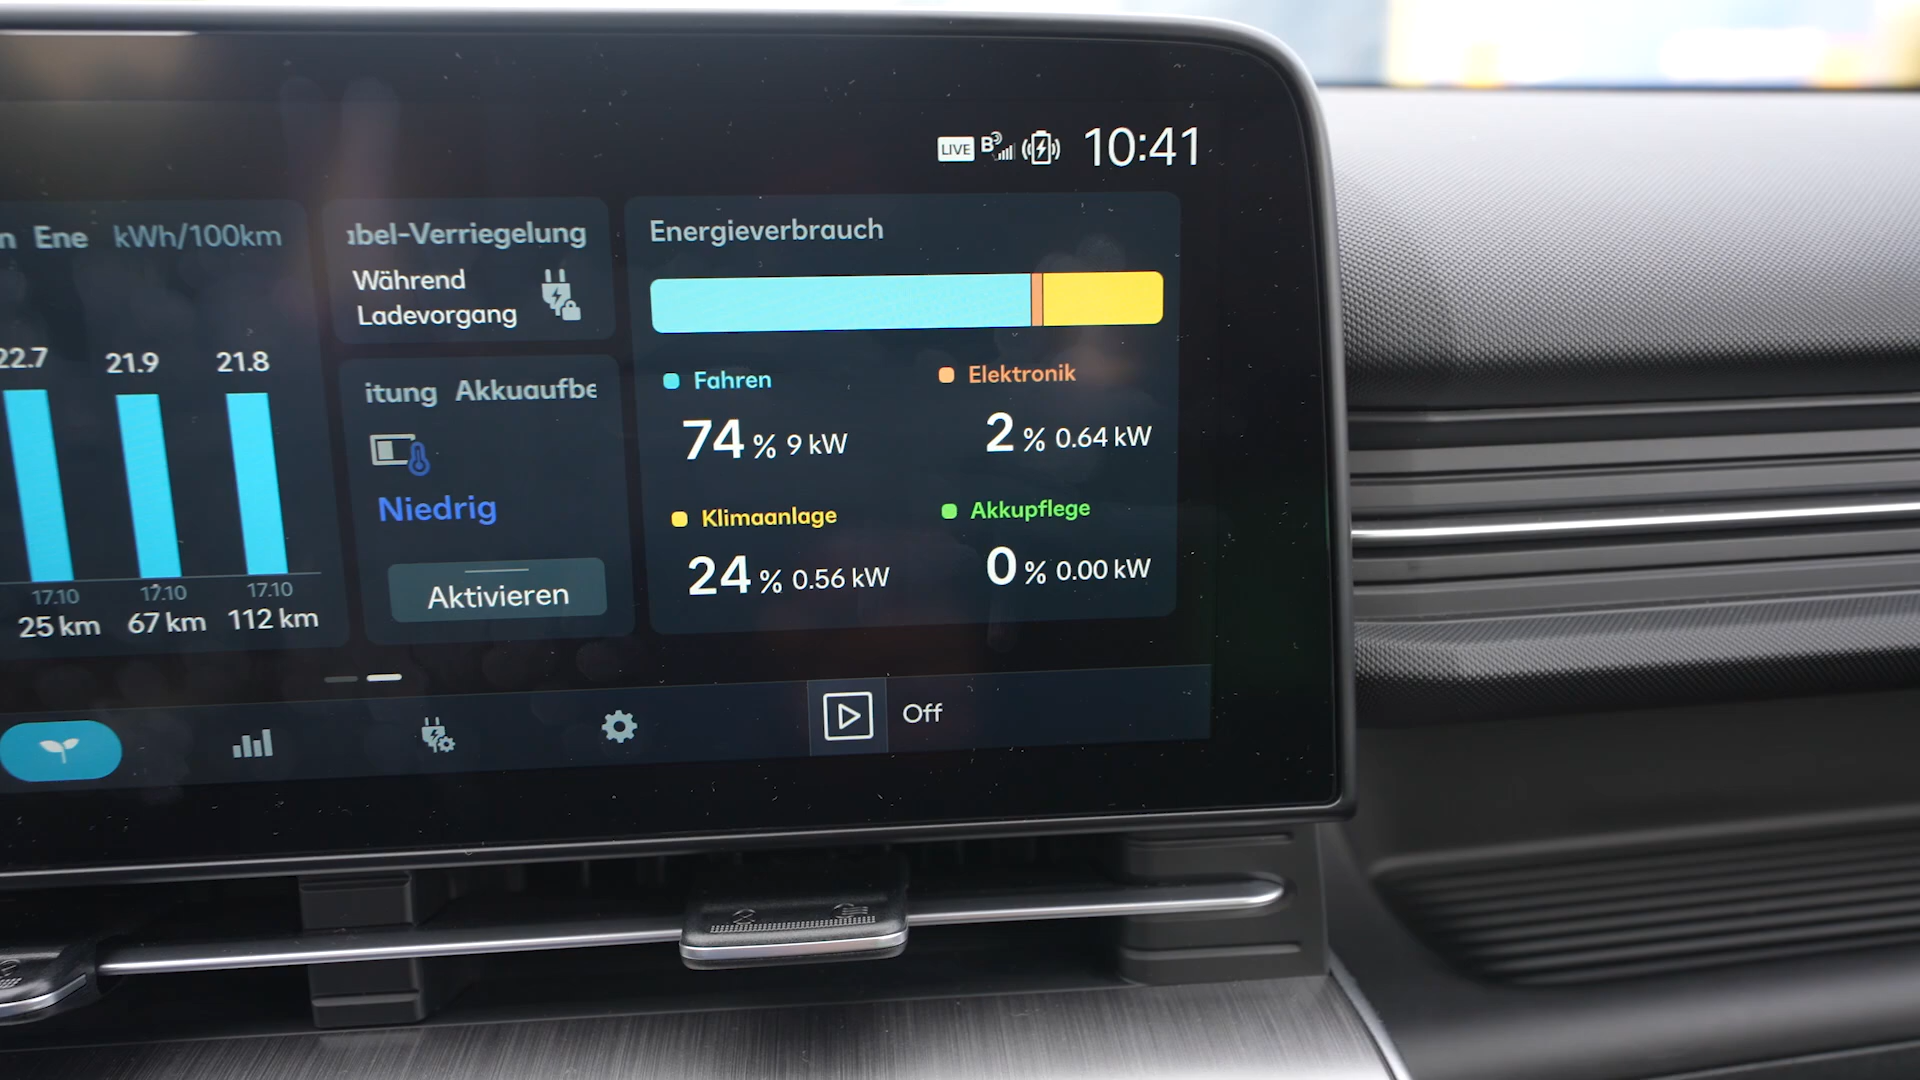 LIVE B 10:41
n Ene kWh/100km
22.7 21.9 21.8
17.10 17.10 17.10
25 km 67 km 112 km
abel-Verriegelung
Während
Ladevorgang
itung Akkuaufbe
Niedrig
Aktivieren
Energieverbrauch
Fahren
74 % 9 kW
Elektronik
2 % 0.64 kW
Klimaanlage
24 % 0.56 kW
Akkupflege
0 % 0.00 kW
Off